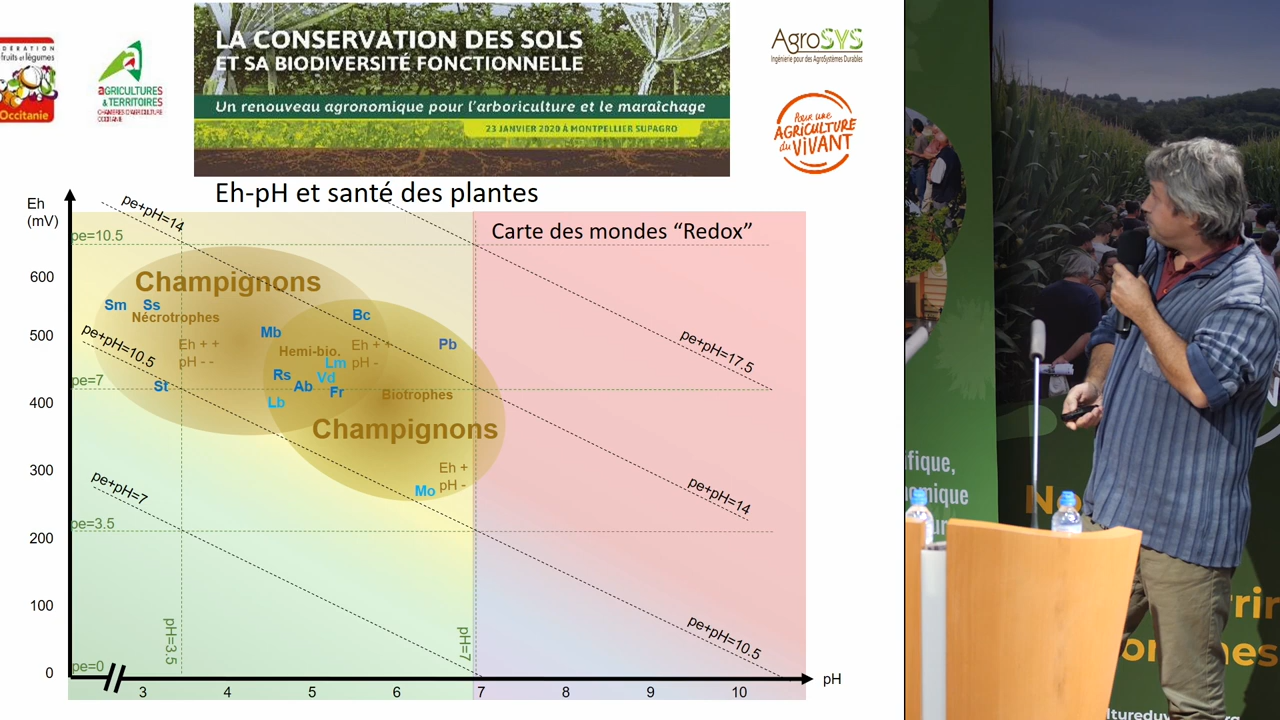 LA CONSERVATION DES SOLS
ET SA BIODIVERSITÉ FONCTIONNELLE
Un renouveau agronomique pour l'arboriculture et le maraîchage
23 JANVIER 2020 À MONTPELLIER SUPAGRO
fruits et légumes
Occitanie
AGRICULTURES
& TERRITOIRES
CHAMBRES D'AGRICULTURE
OCCITANIE
AgroSYS
Ingénierie pour des AgroSystèmes Durables
Pour une
AGRICULTURE
du ViVANT
Eh-pH et santé des plantes
Carte des mondes “Redox”
Eh
(mV)
600
500
400
300
200
100
0
pe=10.5
pe=7
pe=3.5
pe=0
pe+pH=14
pe+pH=10.5
pe+pH=7
pe+pH=17.5
pe+pH=14
pe+pH=10.5
Champignons
Sm
Ss
Nécrotrophes
Eh + +
pH - -
St
Mb
Bc
Hemi-bio.
Eh + +
pH -
Lm
Pb
Rs
Vd
Ab
Fr
Lb
Biotrophes
Champignons
Eh +
pH -
Mo
pH=3.5
pH=7
3
4
5
6
7
8
9
10
pH
ifique,